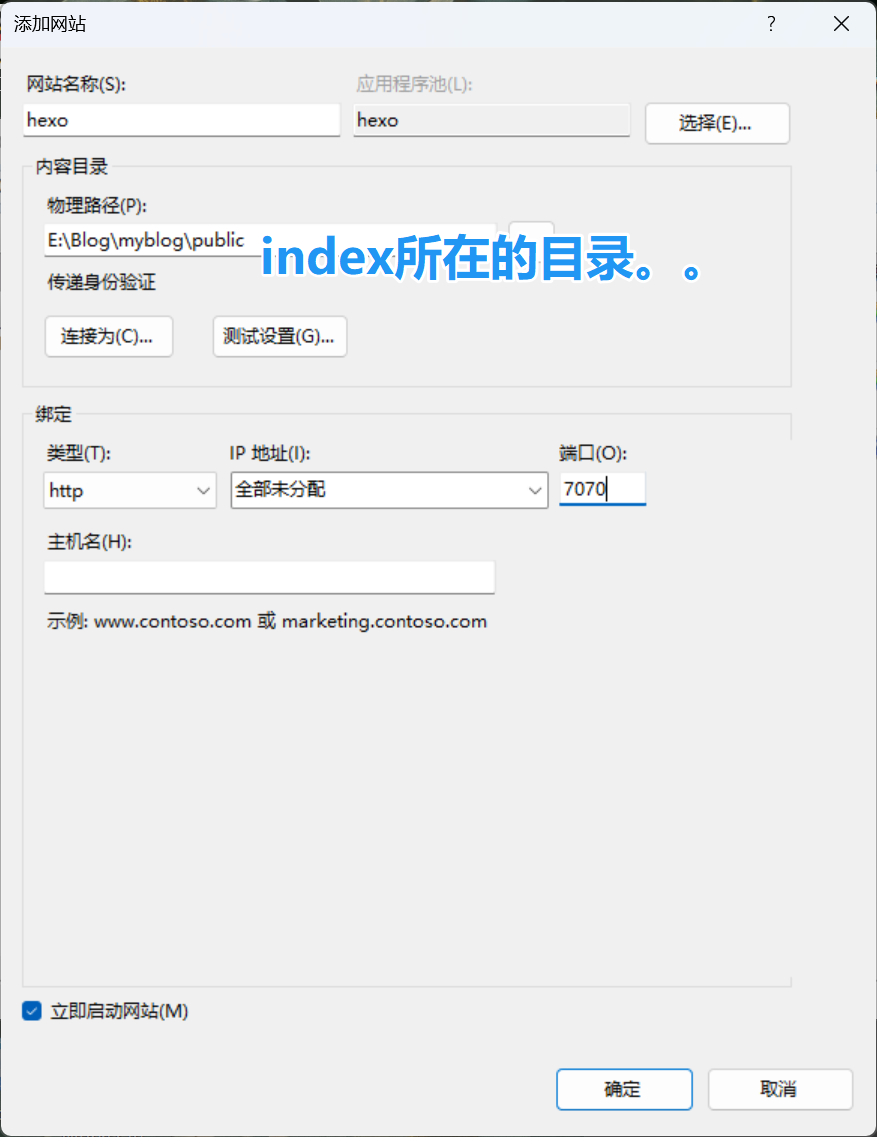 添加网站
网站名称(S):
应用程序池(L):
hexo
hexo
选择(E)...
内容目录
物理路径(P):
E:\Blog\myblog\public
index所在的目录。。
传递身份验证
连接为(C)...
测试设置(G)...
绑定
类型(T):
IP 地址(I):
端口(O):
http
全部未分配
7070
主机名(H):
示例: www.contoso.com 或 marketing.contoso.com
立即启动网站(M)
确定
取消